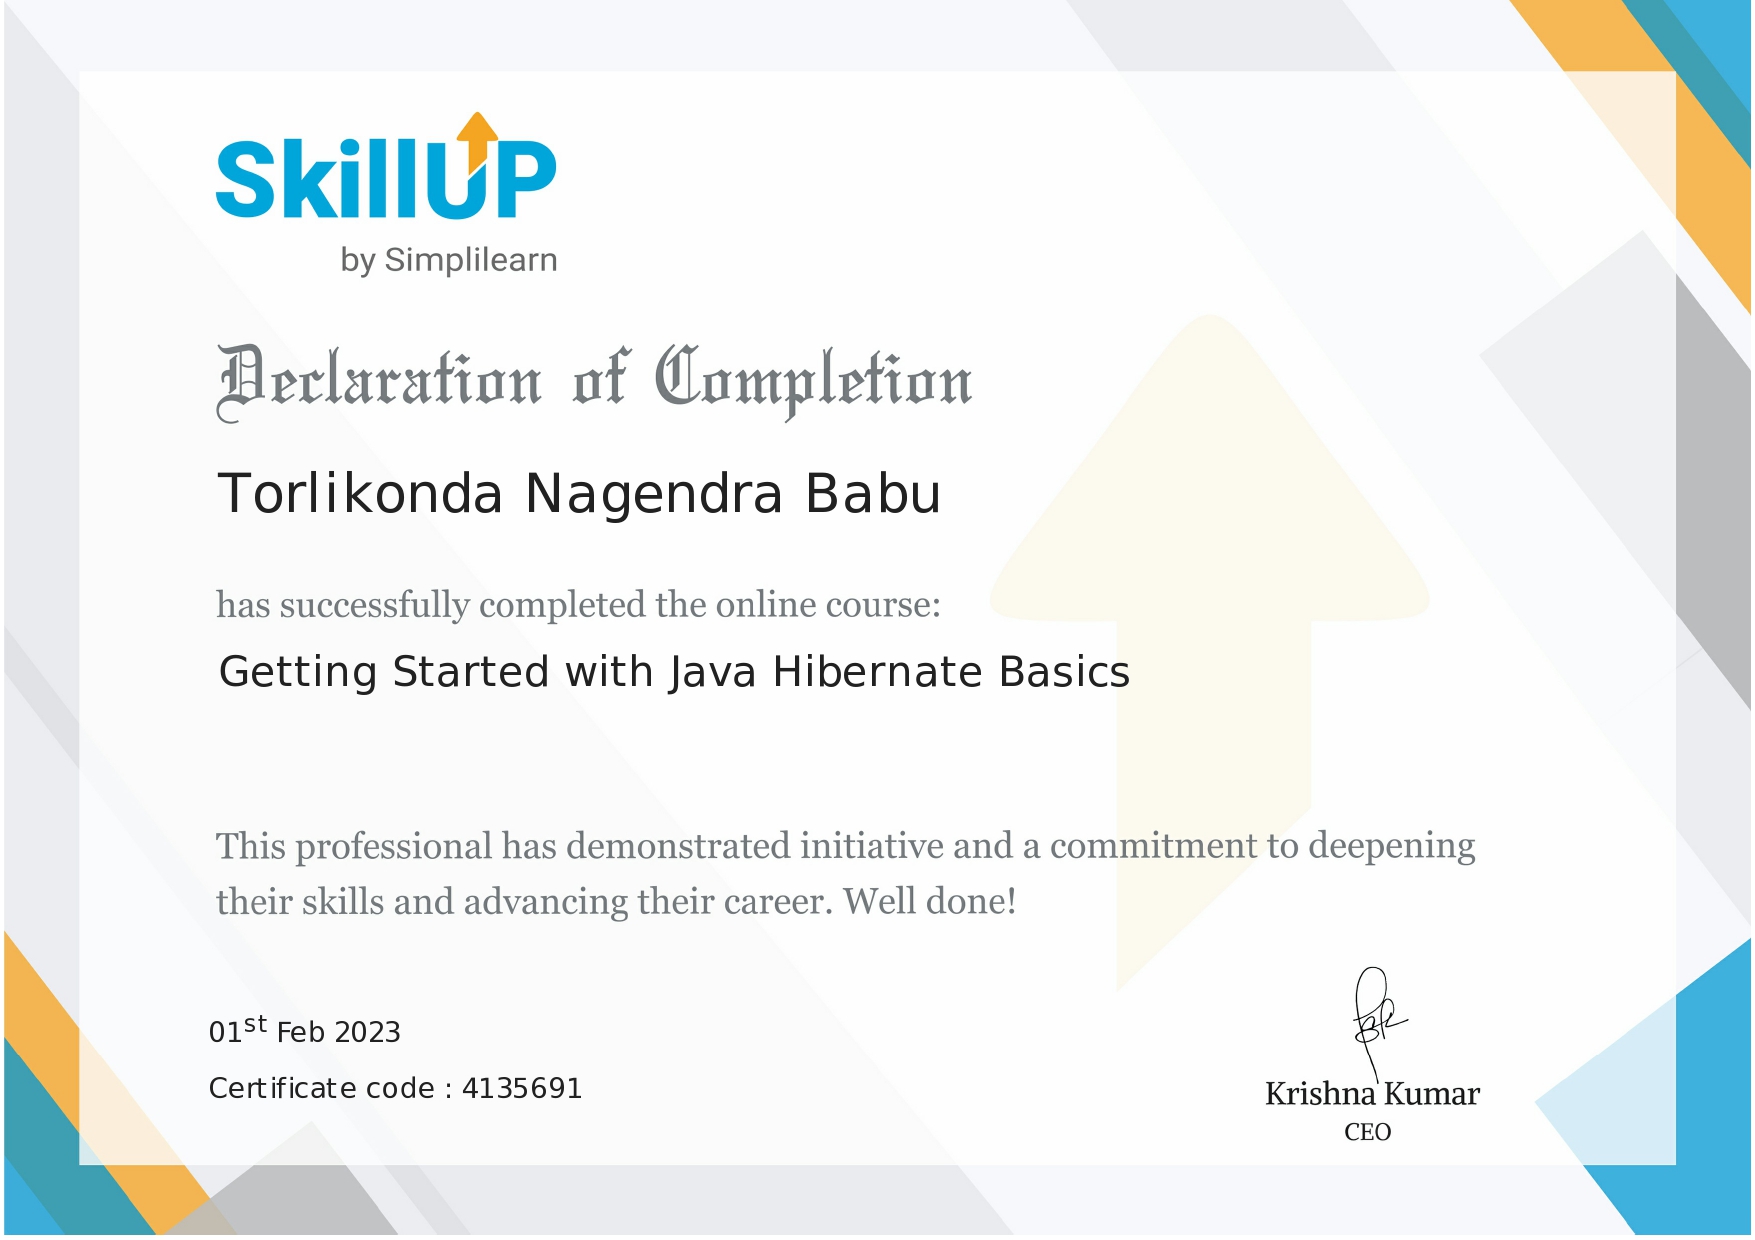 SkillUP
by Simplilearn
Declaration of Completion
Torlikonda Nagendra Babu
has successfully completed the online course:
Getting Started with Java Hibernate Basics
This professional has demonstrated initiative and a commitment to deepening
their skills and advancing their career. Well done!
01st Feb 2023
Certificate code : 4135691
Krishna Kumar
CEO